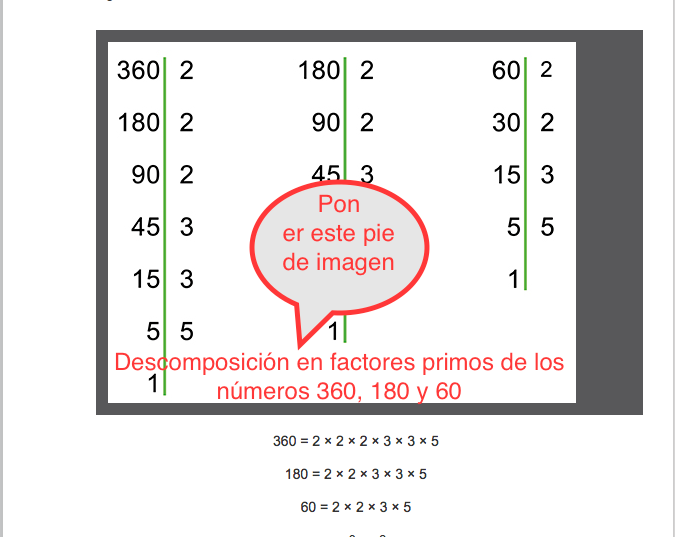 360 2 180 2 60 2
180 2 90 2 30 2
90 2 45 3 15 3
45 3 5 5
15 3 1
5 5 1
1
Pon
er este pie
de imagen
Descomposición en factores primos de los
números 360, 180 y 60
360 = 2 × 2 × 2 × 3 × 3 × 5
180 = 2 × 2 × 3 × 3 × 5
60 = 2 × 2 × 3 × 5